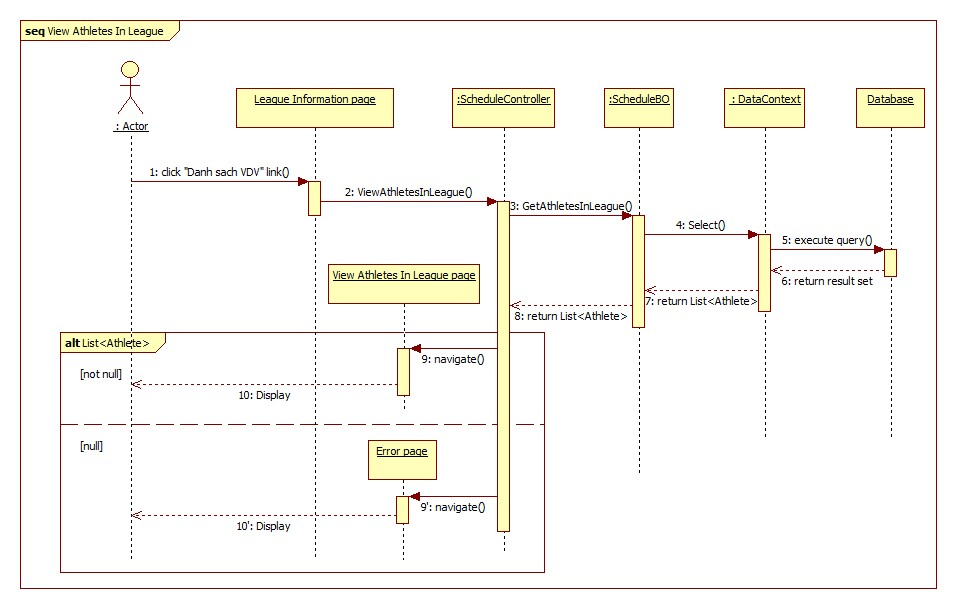 seq View Athletes In League
: Actor
League Information page
:ScheduleController
:ScheduleBO
: DataContext
Database
1: click "Danh sach VDV" link()
2: ViewAthletesInLeague()
3: GetAthletesInLeague()
4: Select()
5: execute query()
6: return result set
7: return List<Athlete>
8: return List<Athlete>
View Athletes In League page
alt List<Athlete>
[not null]
9: navigate()
10: Display
[null]
Error page
9': navigate()
10': Display